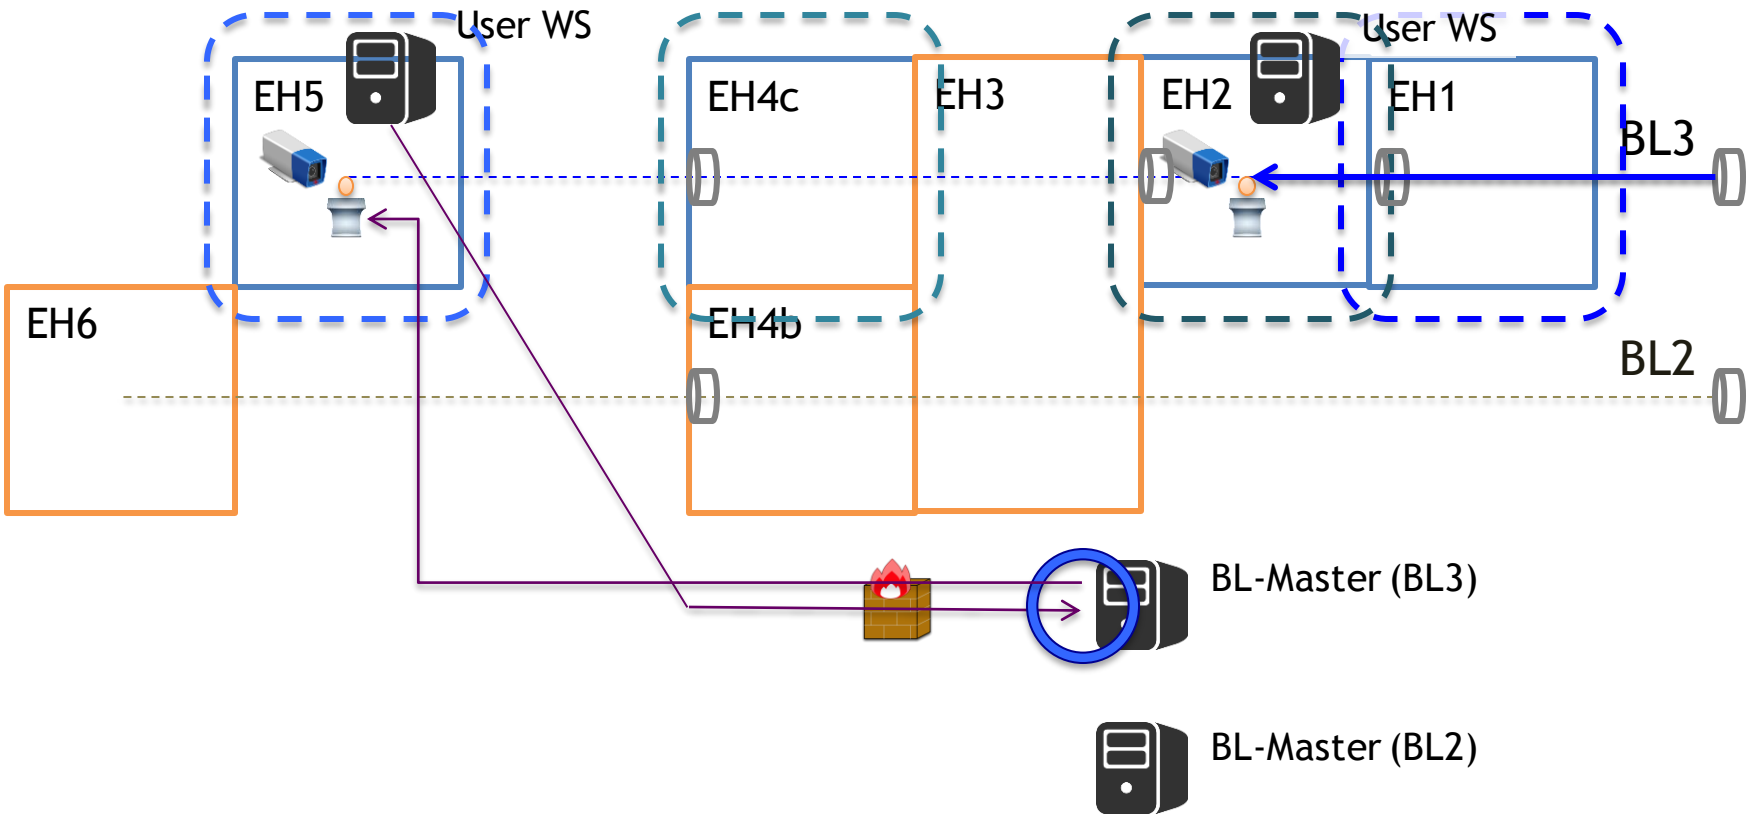 User WS
User WS
EH5
EH4c
EH3
EH2
EH1
BL3
EH6
EH4b
BL2
BL-Master (BL3)
BL-Master (BL2)